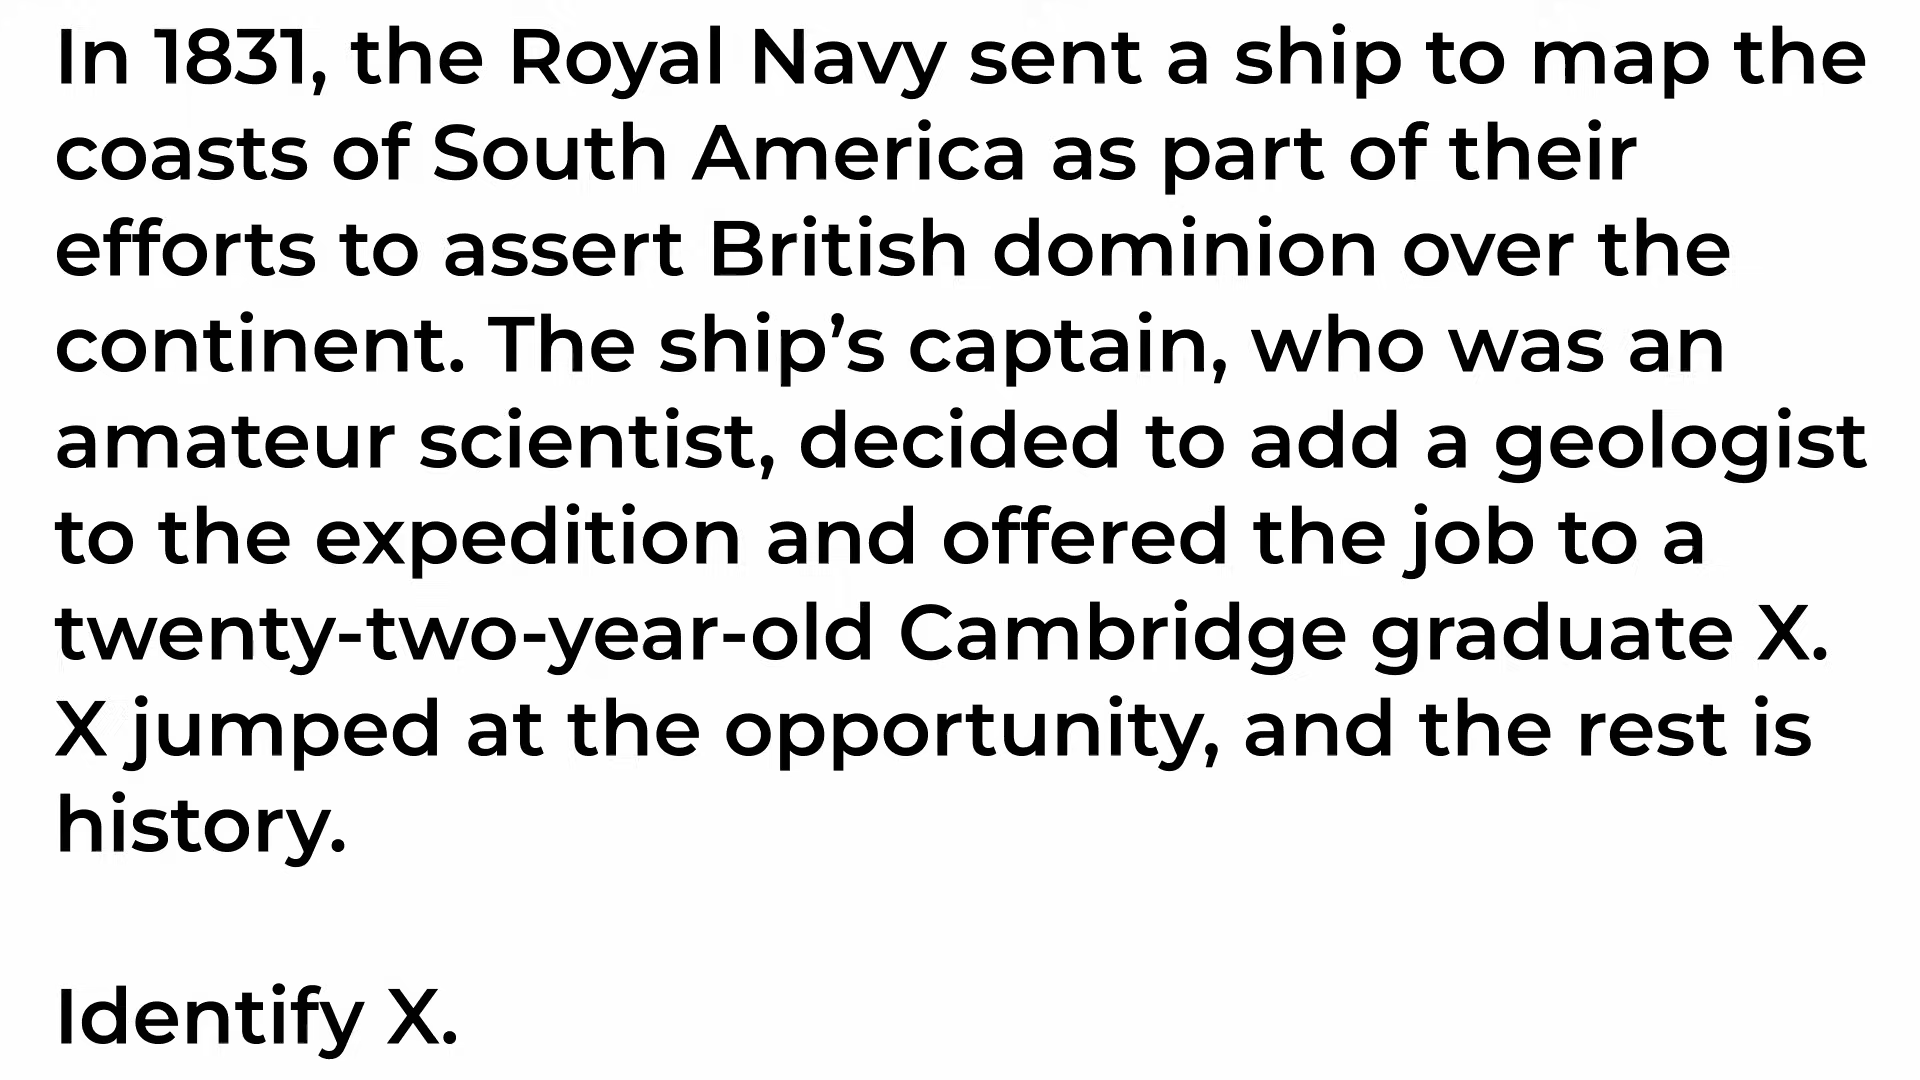 In 1831, the Royal Navy sent a ship to map the
coasts of South America as part of their
efforts to assert British dominion over the
continent. The ship’s captain, who was an
amateur scientist, decided to add a geologist
to the expedition and offered the job to a
twenty-two-year-old Cambridge graduate X.
X jumped at the opportunity, and the rest is
history.
Identify X.